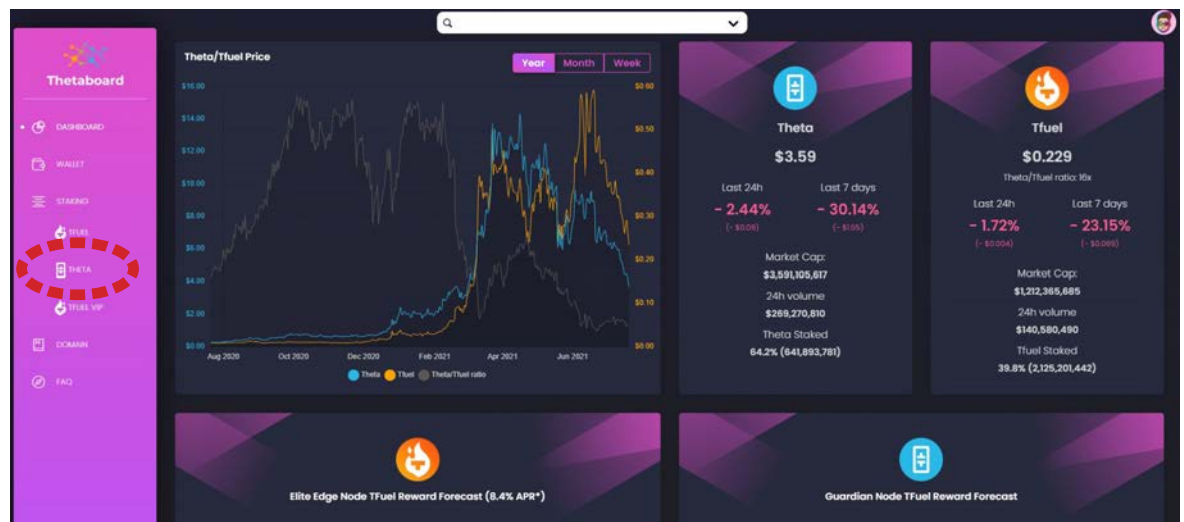 Thetaboard
DASHBOARD
WALLET
STAKING
TFUEL
THETA
TFUEL VIP
DOMAIN
FAQ
Theta/Tfuel Price
Year Month Week
$16.00
$14.00
$12.00
$10.00
$8.00
$6.00
$4.00
$2.00
$0.00
$0.60
$0.50
$0.40
$0.30
$0.20
$0.10
$0.00
Aug 2020 Oct 2020 Dec 2020 Feb 2021 Apr 2021 Jun 2021
Theta Tfuel Theta/Tfuel ratio
Theta
$3.59
Last 24h Last 7 days
- 2.44% - 30.14%
(- $0.09) (- $1.55)
Market Cap:
$3,591,105,617
24h volume
$269,270,810
Theta Staked
64.2% (641,893,781)
Tfuel
$0.229
Theta/Tfuel ratio: 16x
Last 24h Last 7 days
- 1.72% - 23.15%
(- $0.004) (- $0.069)
Market Cap:
$1,212,365,685
24h volume
$140,580,490
Tfuel Staked
39.8% (2,125,201,442)
Elite Edge Node TFuel Reward Forecast (8.4% APR*)
Guardian Node TFuel Reward Forecast